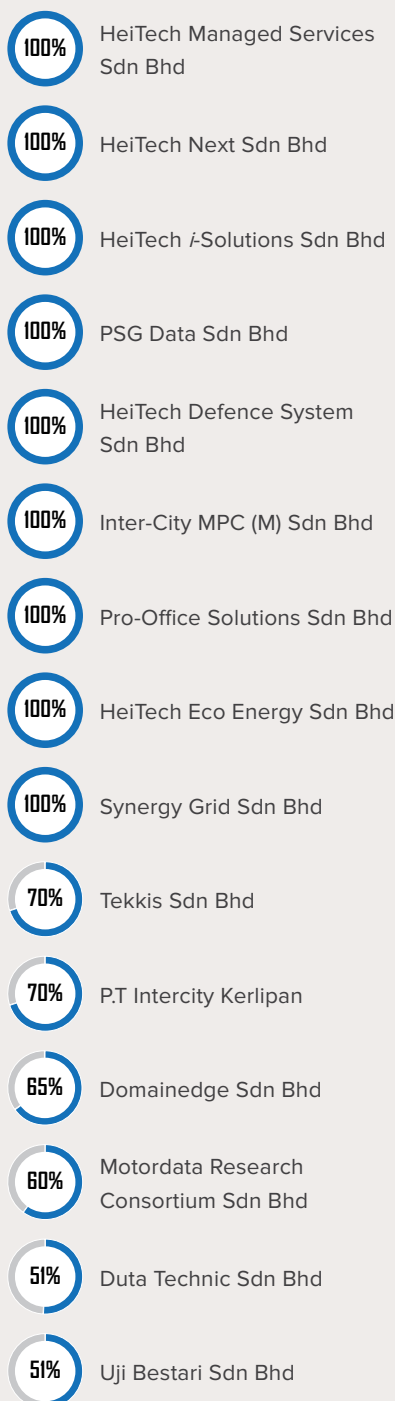 100% HeiTech Managed Services
Sdn Bhd
100% HeiTech Next Sdn Bhd
100% HeiTech i-Solutions Sdn Bhd
100% PSG Data Sdn Bhd
100% HeiTech Defence System
Sdn Bhd
100% Inter-City MPC (M) Sdn Bhd
100% Pro-Office Solutions Sdn Bhd
100% HeiTech Eco Energy Sdn Bhd
100% Synergy Grid Sdn Bhd
70% Tekkis Sdn Bhd
70% P.T Intercity Kerlipan
65% Domainedge Sdn Bhd
60% Motordata Research
Consortium Sdn Bhd
51% Duta Technic Sdn Bhd
51% Uji Bestari Sdn Bhd